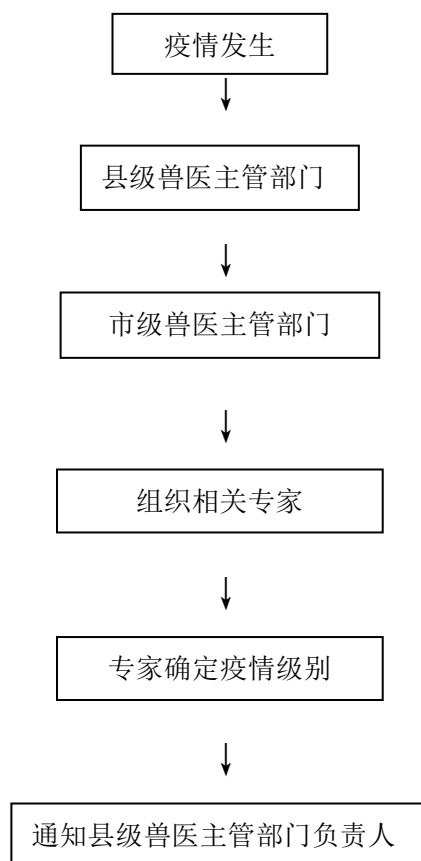 疫情发生
县级兽医主管部门
市级兽医主管部门
组织相关专家
专家确定疫情级别
通知县级兽医主管部门负责人